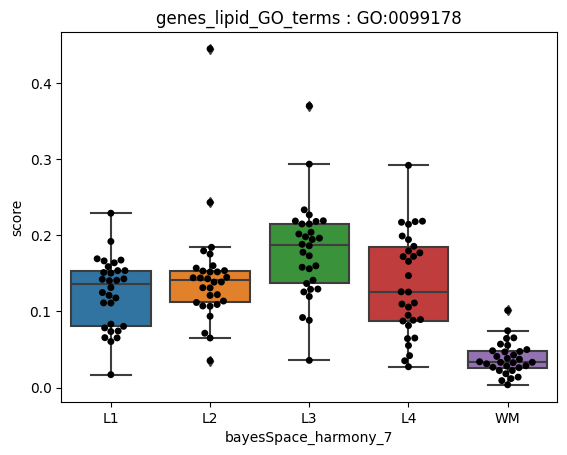 genes_lipid_GO_terms : GO:0099178
score
0.4
0.3
0.2
0.1
0.0
L1 L2 L3 L4 WM
bayesSpace_harmony_7